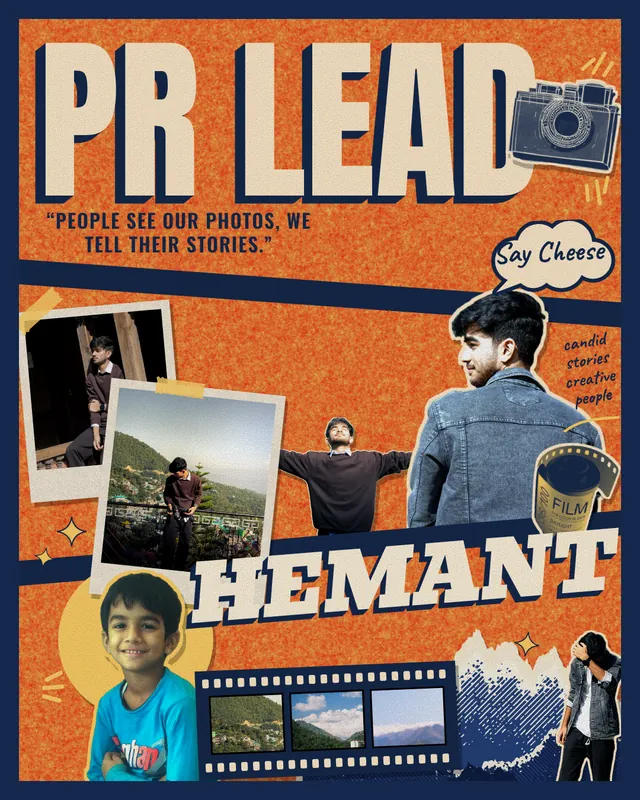 PR LEAD
“PEOPLE SEE OUR PHOTOS, WE
TELL THEIR STORIES.”
Say Cheese
candid
stories
creative
people
FILM
HEMANT